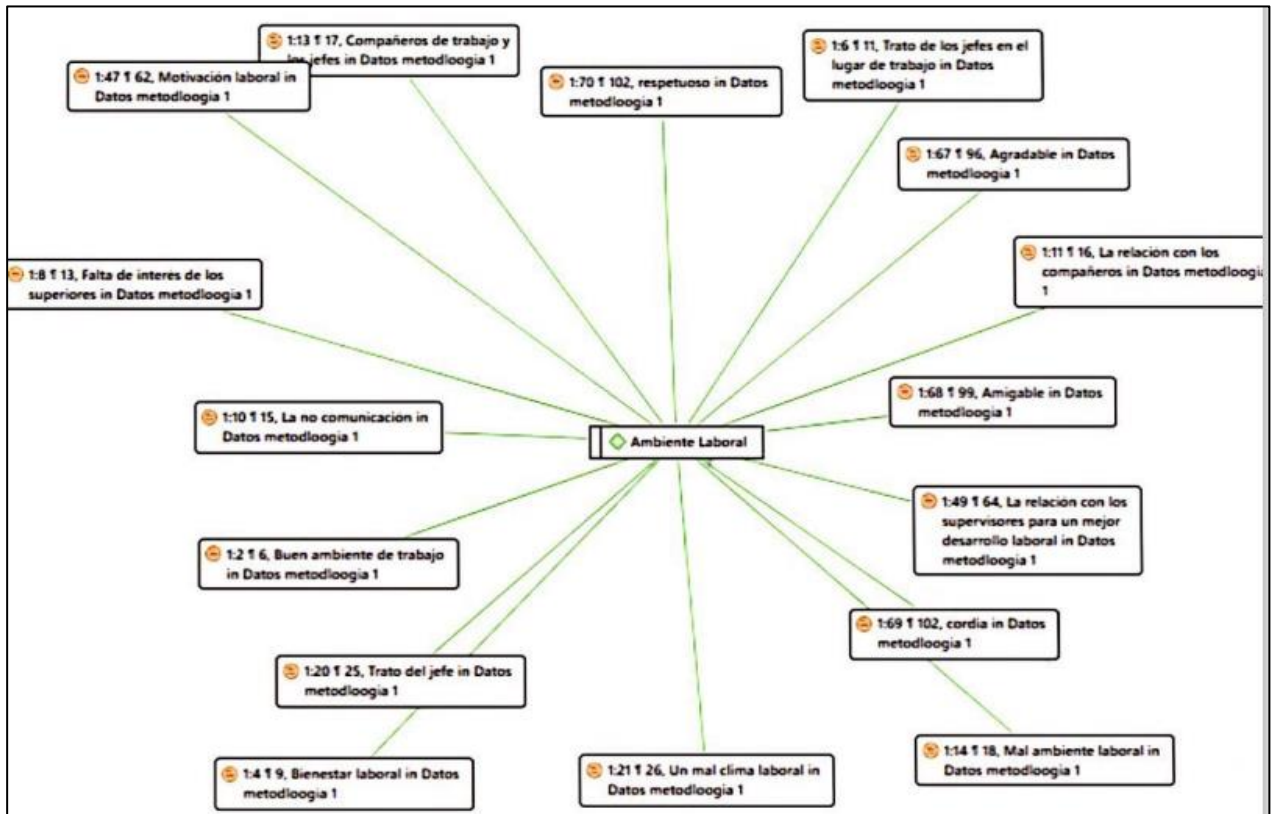 1:13 ¶ 17, Compañeros de trabajo y
los jefes in Datos metodloogia 1
1:47 ¶ 62, Motivación laboral in
Datos metodloogia 1
1:70 ¶ 102, respetuoso in Datos
metodloogia 1
1:6 ¶ 11, Trato de los jefes en el
lugar de trabajo in Datos
metodloogia 1
1:67 ¶ 96, Agradable in Datos
metodloogia 1
1:8 ¶ 13, Falta de interés de los
superiores in Datos metodloogia 1
1:11 ¶ 16, La relación con los
compañeros in Datos metodloogia
1
1:68 ¶ 99, Amigable in Datos
metodloogia 1
1:10 ¶ 15, La no comunicación in
Datos metodloogia 1
Ambiente Laboral
1:49 ¶ 64, La relación con los
supervisores para un mejor
desarrollo laboral in Datos
metodloogia 1
1:2 ¶ 6, Buen ambiente de trabajo
in Datos metodloogia 1
1:69 ¶ 102, cordia in Datos
metodloogia 1
1:20 ¶ 25, Trato del jefe in Datos
metodloogia 1
1:14 ¶ 18, Mal ambiente laboral in
Datos metodloogia 1
1:4 ¶ 9, Bienestar laboral in Datos
metodloogia 1
1:21 ¶ 26, Un mal clima laboral in
Datos metodloogia 1